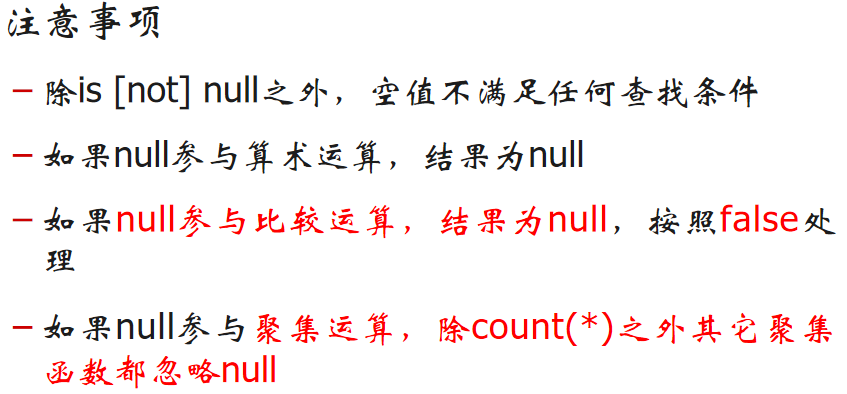 注意事项
– 除is [not] null之外，空值不满足任何查找条件
– 如果null参与算术运算，结果为null
– 如果null参与比较运算，结果为null，按照false处
理
– 如果null参与聚集运算，除count(*)之外其它聚集
函数都忽略null